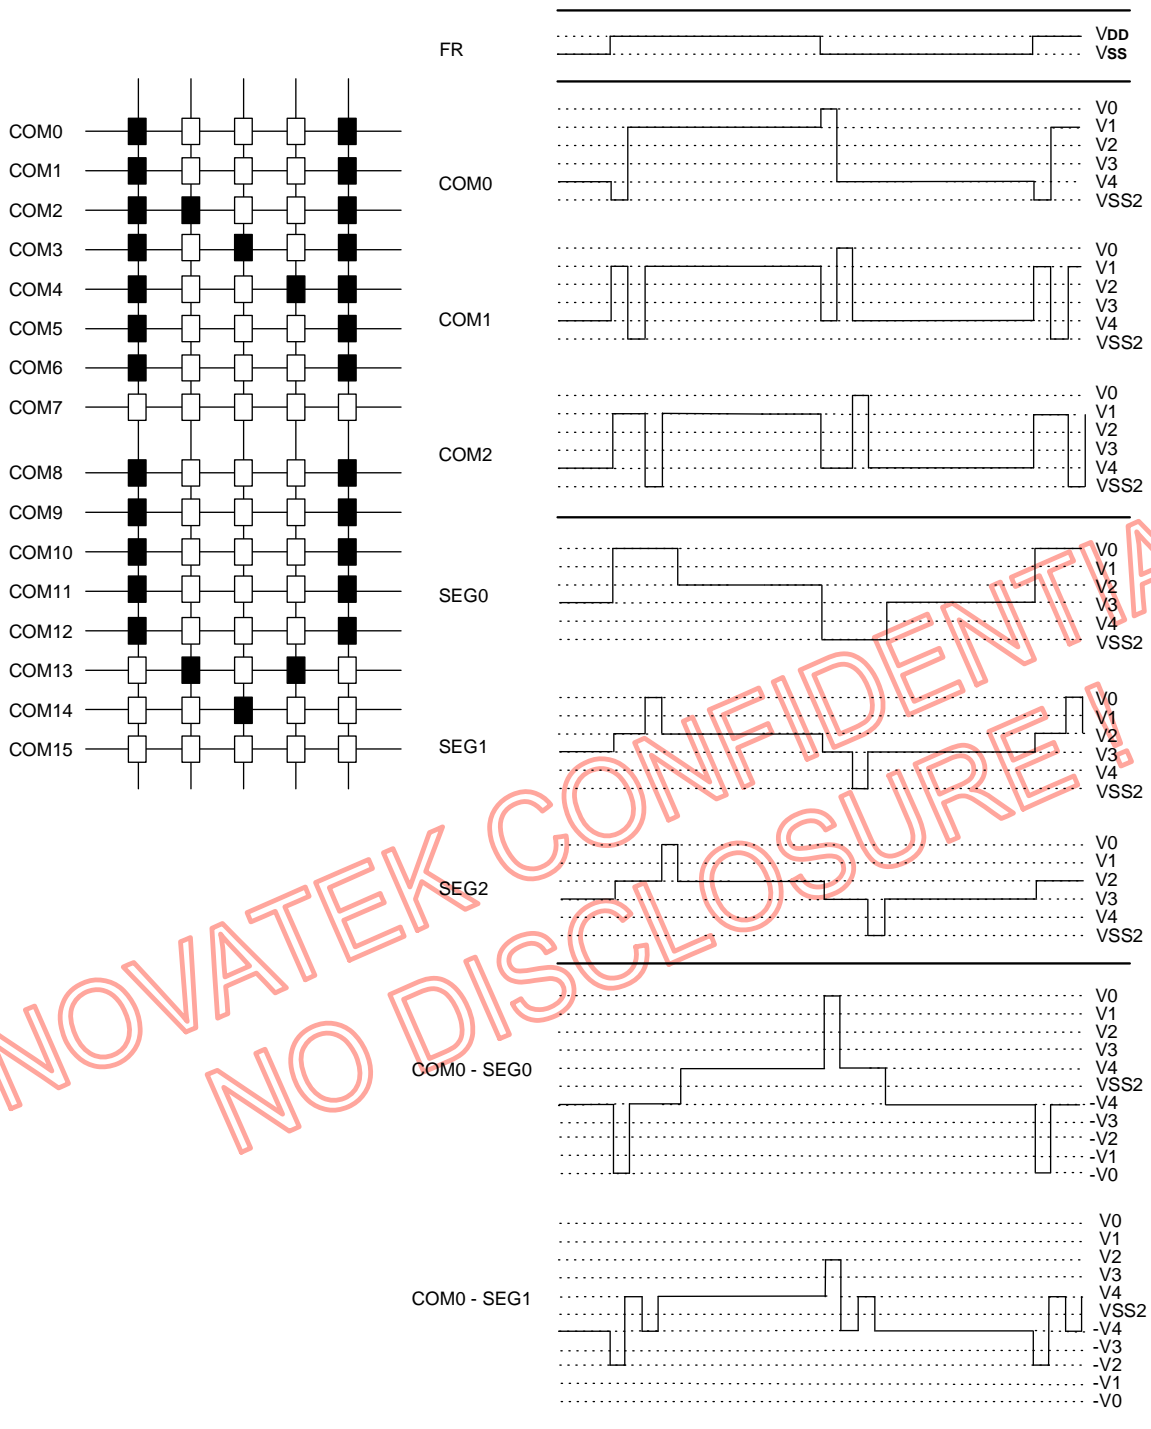 FR
VDD
VSS
COM0
COM1
COM2
COM3
COM4
COM5
COM6
COM7
COM8
COM9
COM10
COM11
COM12
COM13
COM14
COM15
COM0
V0
V1
V2
V3
V4
VSS2
COM1
V0
V1
V2
V3
V4
VSS2
COM2
V0
V1
V2
V3
V4
VSS2
SEG0
V0
V1
V2
V3
V4
VSS2
SEG1
V0
V1
V2
V3
V4
VSS2
SEG2
V0
V1
V2
V3
V4
VSS2
COM0 - SEG0
V0
V1
V2
V3
V4
VSS2
-V4
-V3
-V2
-V1
-V0
COM0 - SEG1
V0
V1
V2
V3
V4
VSS2
-V4
-V3
-V2
-V1
-V0
NOVATEK CONFIDENTIA
NO DISCLOSURE !